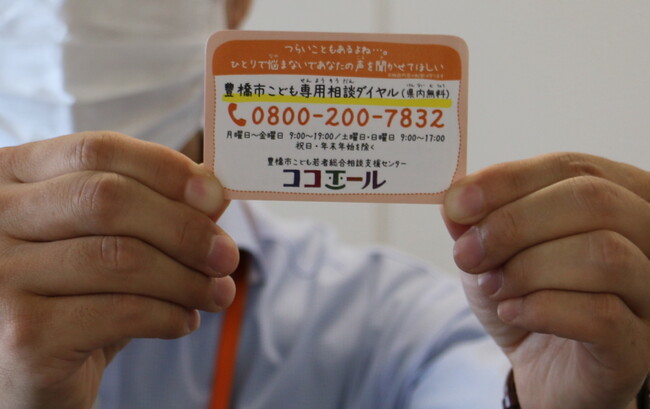 つらいこともあるよね…。
ひとりで悩まないであなたの声を聞かせてほしい
豊橋市こども専用相談ダイヤル(県内無料)
0800-200-7832
月曜日~金曜日 9:00~19:00/土曜日・日曜日 9:00~17:00
祝日・年末年始を除く
豊橋市こども若者総合相談支援センター
ココエール